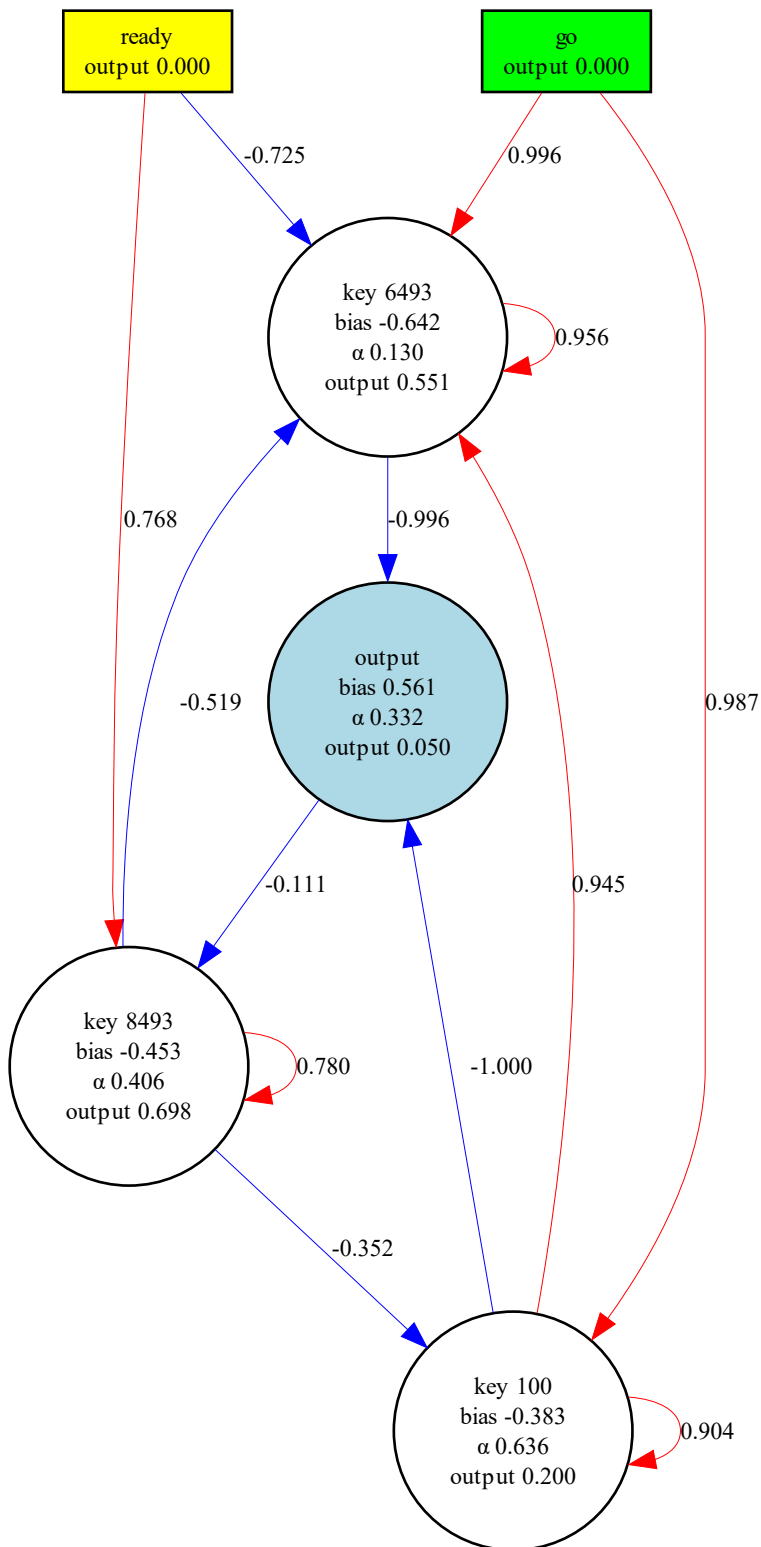 ready
output 0.000
go
output 0.000
-0.725
0.996
key 6493
bias -0.642
α 0.130
output 0.551
0.956
0.768
-0.996
-0.519
output
bias 0.561
α 0.332
output 0.050
0.987
-0.111
0.945
key 8493
bias -0.453
α 0.406
output 0.698
0.780
-1.000
-0.352
key 100
bias -0.383
α 0.636
output 0.200
0.904